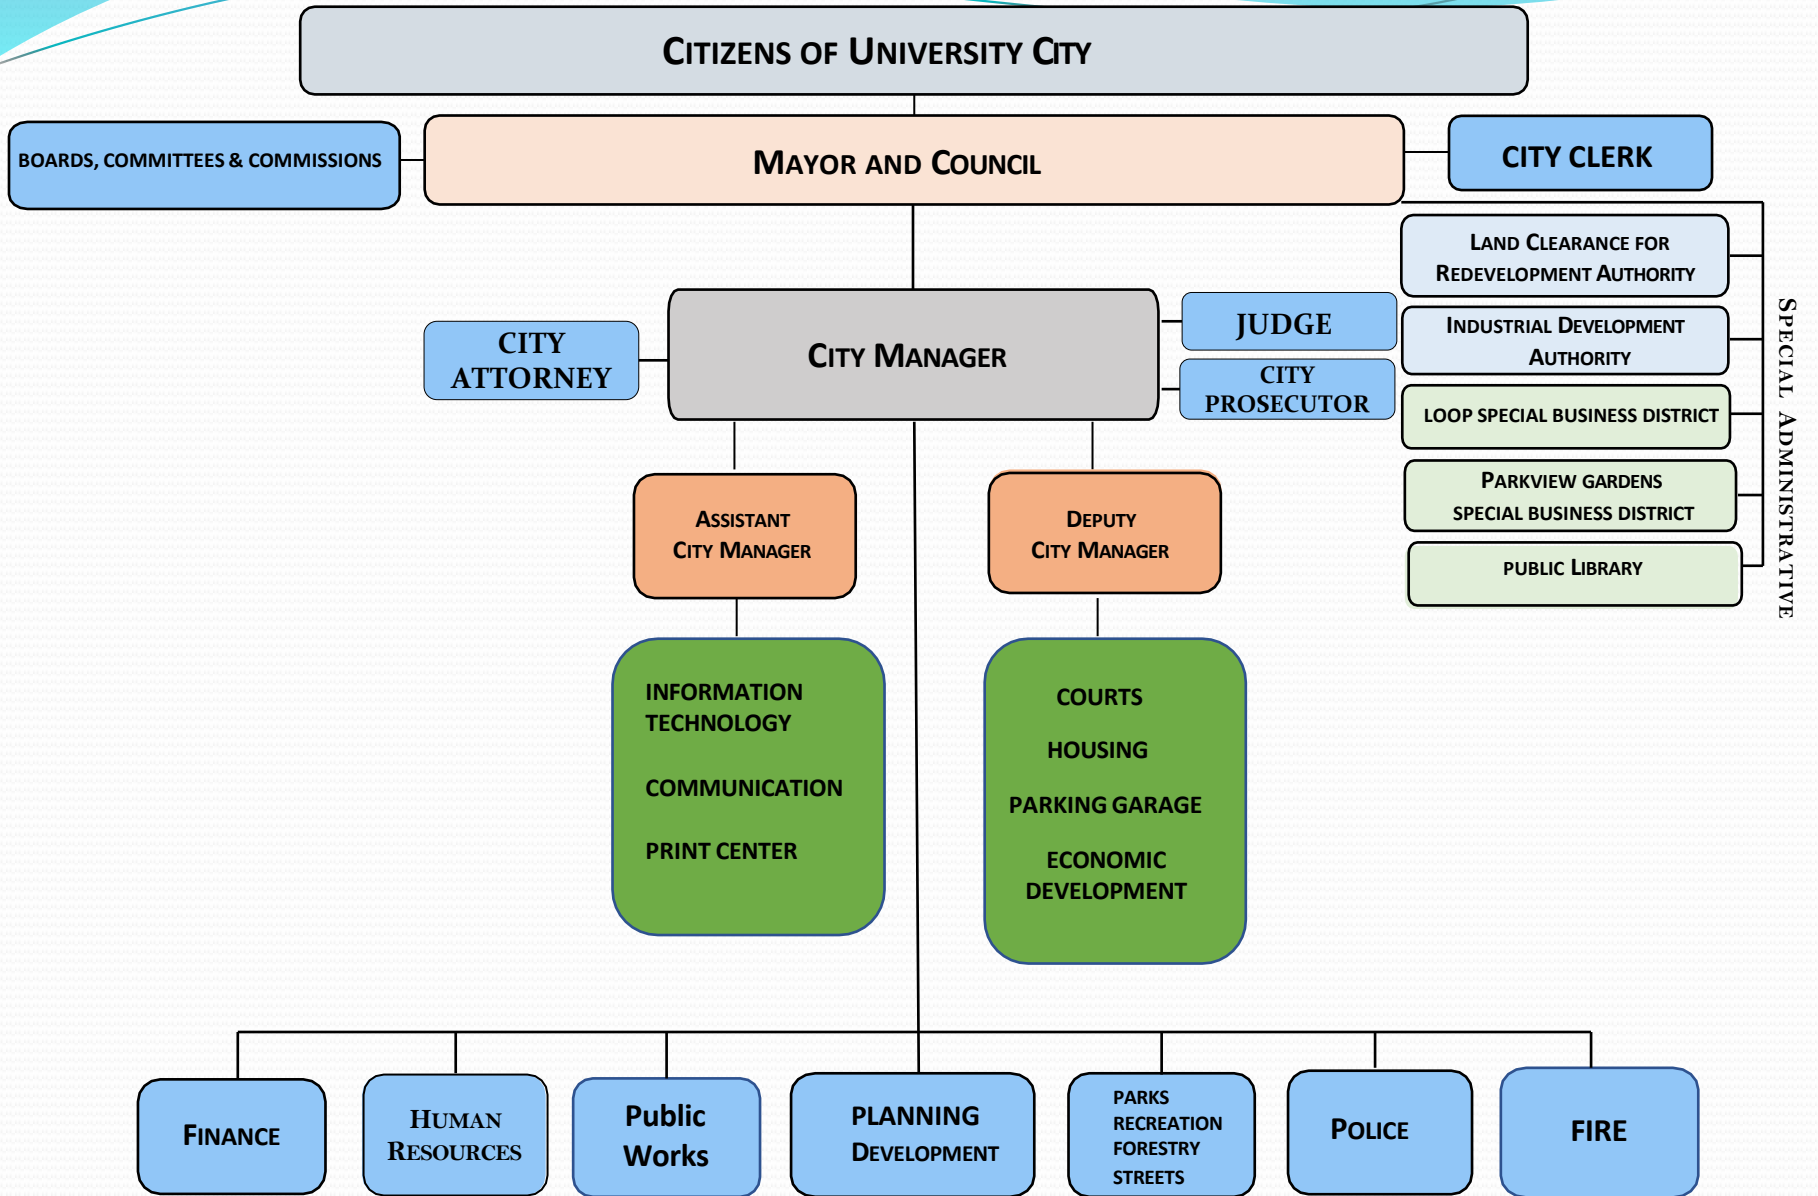 CITIZENS OF UNIVERSITY CITY
BOARDS, COMMITTEES & COMMISSIONS
MAYOR AND COUNCIL
CITY CLERK
LAND CLEARANCE FOR
REDEVELOPMENT AUTHORITY
INDUSTRIAL DEVELOPMENT
AUTHORITY
LOOP SPECIAL BUSINESS DISTRICT
PARKVIEW GARDENS
SPECIAL BUSINESS DISTRICT
PUBLIC LIBRARY
SPECIAL ADMINISTRATIVE
CITY
ATTORNEY
CITY MANAGER
JUDGE
CITY
PROSECUTOR
ASSISTANT
CITY MANAGER
DEPUTY
CITY MANAGER
INFORMATION
TECHNOLOGY
COMMUNICATION
PRINT CENTER
COURTS
HOUSING
PARKING GARAGE
ECONOMIC
DEVELOPMENT
FINANCE
HUMAN
RESOURCES
Public
Works
PLANNING
DEVELOPMENT
PARKS
RECREATION
FORESTRY
STREETS
POLICE
FIRE